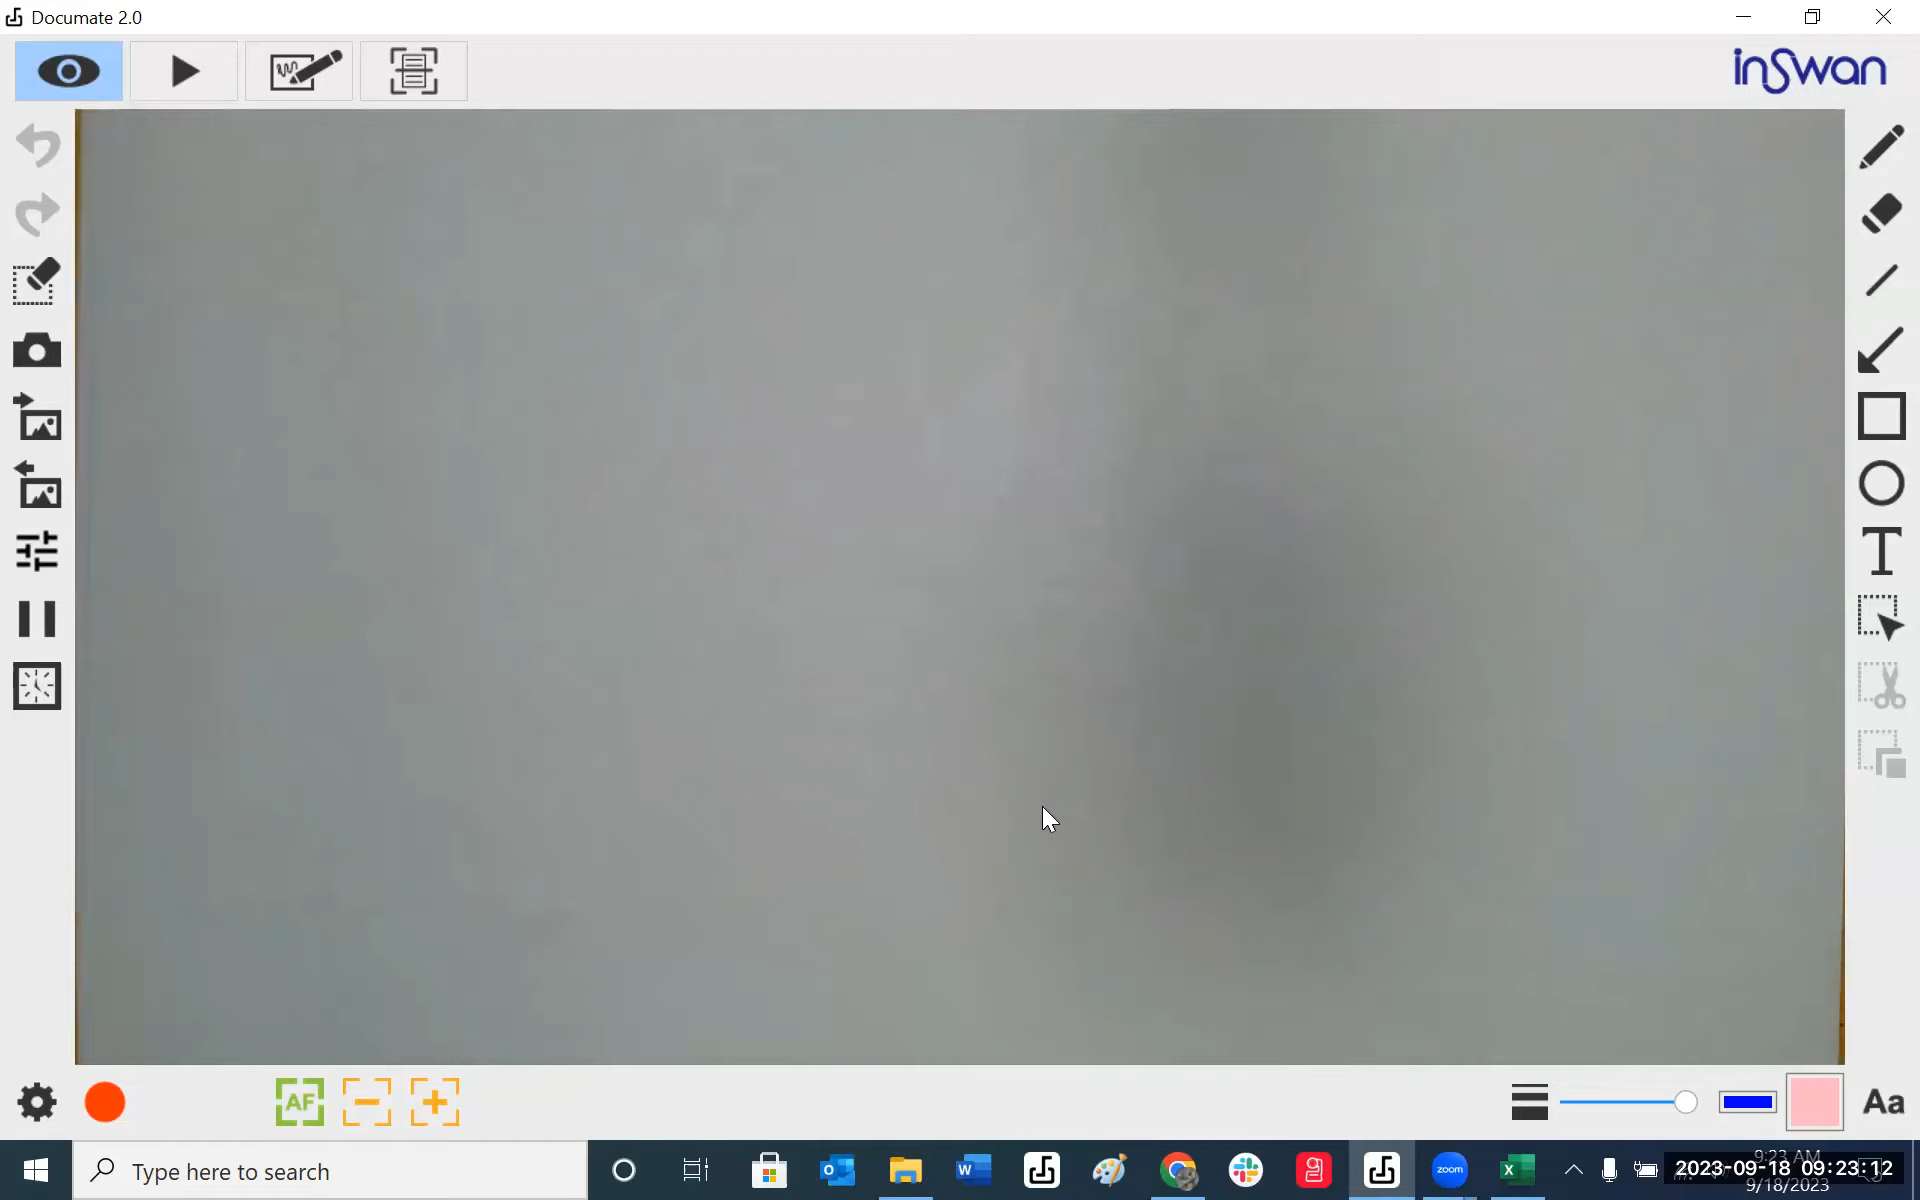 Documate 2.0
inSwan
T
AF
Aa
Type here to search
zoom
9:23 AM
2023-09-18 09:23:12
9/18/2023